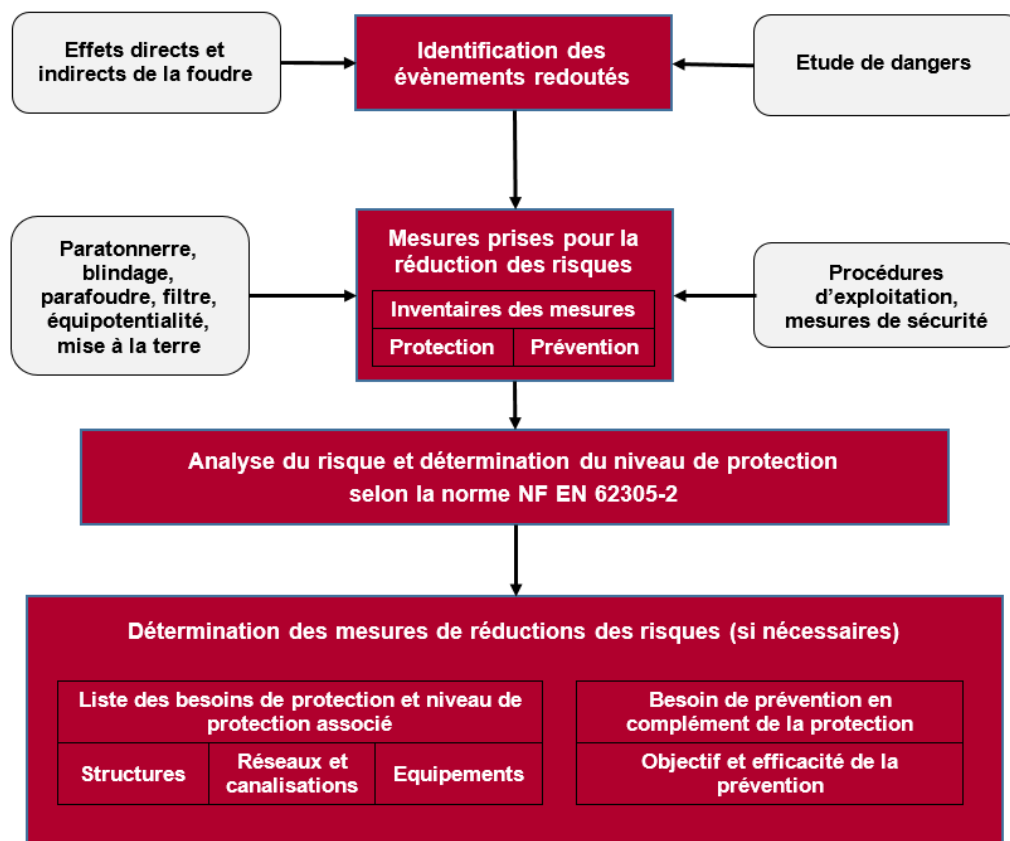 Effets directs et
indirects de la foudre
Identification des
évènements redoutés
Etude de dangers
Paratonnerre,
blindage,
parafoudre, filtre,
équipotentialité,
mise à la terre
Mesures prises pour la
réduction des risques
Inventaires des mesures
Protection
Prévention
Procédures
d'exploitation,
mesures de sécurité
Analyse du risque et détermination du niveau de protection
selon la norme NF EN 62305-2
Détermination des mesures de réductions des risques (si nécessaires)
Liste des besoins de protection et niveau de
protection associé
Structures
Réseaux et
canalisations
Equipements
Besoin de prévention en
complément de la protection
Objectif et efficacité de la
prévention